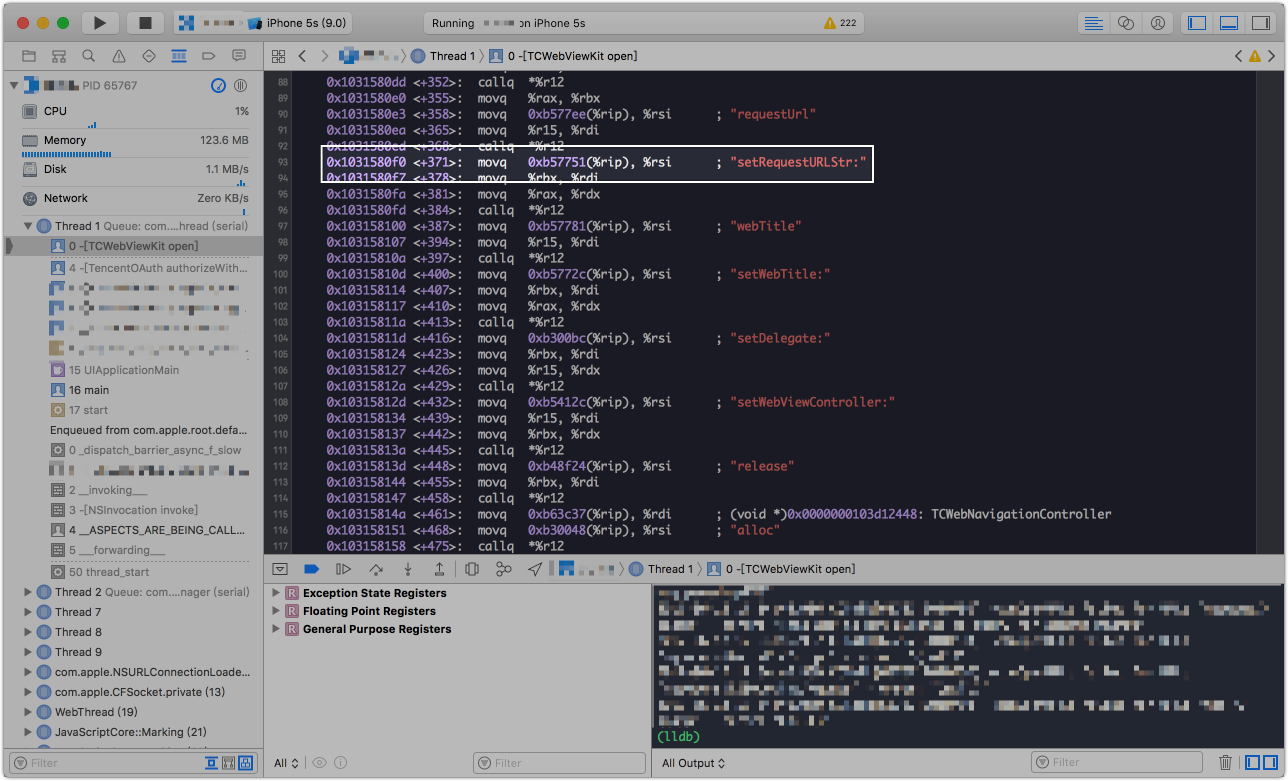 iPhone 5s (9.0)
Running
on iPhone 5s
222
Thread 1
0 -[TCWebViewKit open]
PID 65767
CPU
1%
Memory
123.6 MB
Disk
1.1 MB/s
Network
Zero KB/s
Thread 1 Queue: com....hread (serial)
0 -[TCWebViewKit open]
4 -[TencentOAuth authorizeWith...
15 UIApplicationMain
16 main
17 start
Enqueued from com.apple.root.defa...
0 _dispatch_barrier_async_f_slow
2 __invoking___
3 -[NSInvocation invoke]
4 __ASPECTS_ARE_BEING_CALL...
5 ___forwarding___
50 thread_start
Thread 2 Queue: com....nager (serial)
Thread 7
Thread 8
Thread 9
com.apple.NSURLConnectionLoade...
com.apple.CFSocket.private (13)
WebThread (19)
JavaScriptCore::Marking (21)
Filter
88 0x1031580dd <+352>: callq *%r12
89 0x1031580e0 <+355>: movq %rax, %rbx
90 0x1031580e3 <+358>: movq 0xb577ee(%rip), %rsi ; "requestUrl"
91 0x1031580ea <+365>: movq %r15, %rdi
92 0x1031580ed <+368>: callq *%r12
93 0x1031580f0 <+371>: movq 0xb57751(%rip), %rsi ; "setRequestURLStr:"
94 0x1031580f7 <+378>: movq %rbx, %rdi
95 0x1031580fa <+381>: movq %rax, %rdx
96 0x1031580fd <+384>: callq *%r12
97 0x103158100 <+387>: movq 0xb57781(%rip), %rsi ; "webTitle"
98 0x103158107 <+394>: movq %r15, %rdi
99 0x10315810a <+397>: callq *%r12
100 0x10315810d <+400>: movq 0xb5772c(%rip), %rsi ; "setWebTitle:"
101 0x103158114 <+407>: movq %rbx, %rdi
102 0x103158117 <+410>: movq %rax, %rdx
103 0x10315811a <+413>: callq *%r12
104 0x10315811d <+416>: movq 0xb300bc(%rip), %rsi ; "setDelegate:"
105 0x103158124 <+423>: movq %rbx, %rdi
106 0x103158127 <+426>: movq %r15, %rdx
107 0x10315812a <+429>: callq *%r12
108 0x10315812d <+432>: movq 0xb5412c(%rip), %rsi ; "setWebViewController:"
109 0x103158134 <+439>: movq %r15, %rdi
110 0x103158137 <+442>: movq %rbx, %rdx
111 0x10315813a <+445>: callq *%r12
112 0x10315813d <+448>: movq 0xb48f24(%rip), %rsi ; "release"
113 0x103158144 <+455>: movq %rbx, %rdi
114 0x103158147 <+458>: callq *%r12
115 0x10315814a <+461>: movq 0xb63c37(%rip), %rdi ; (void *)0x0000000103d12448: TCWebNavigationController
116 0x103158151 <+468>: movq 0xb30048(%rip), %rsi ; "alloc"
117 0x103158158 <+475>: callq *%r12
Thread 1
0 -[TCWebViewKit open]
Exception State Registers
Floating Point Registers
General Purpose Registers
(lldb)
All
Filter
All Output
Filter